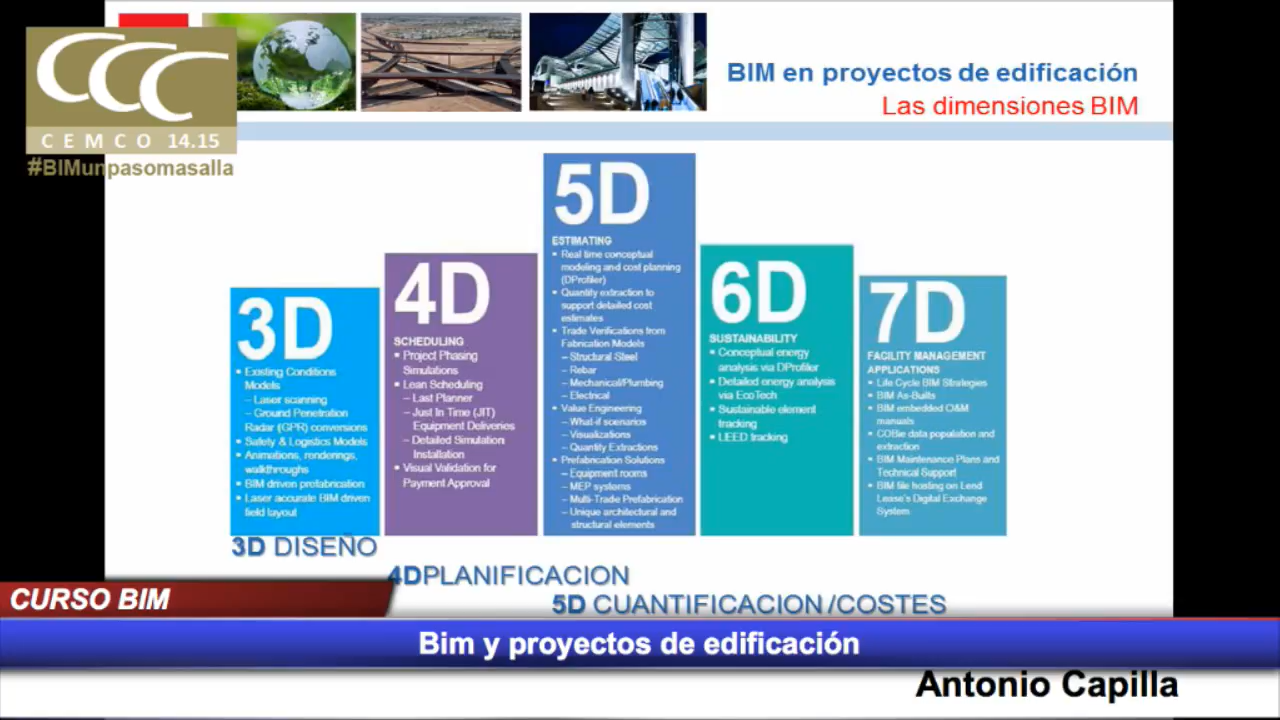 CCC
CEMCO 14.15
#BIMunpasomasalla
BIM en proyectos de edificación
Las dimensiones BIM
3D
▪ Existing Conditions
Models
– Laser scanning
– Ground Penetration
Radar (GPR) conversions
▪ Safety & Logistics Models
▪ Animations, renderings,
walkthroughs
▪ BIM driven prefabrication
▪ Laser accurate BIM driven
field layout
4D
SCHEDULING
▪ Project Phasing
Simulations
▪ Lean Scheduling
– Last Planner
– Just In Time (JIT)
Equipment Deliveries
– Detailed Simulation
Installation
▪ Visual Validation for
Payment Approval
5D
ESTIMATING
▪ Real time conceptual
modeling and cost planning
(DProfiler)
▪ Quantity extraction to
support detailed cost
estimates
▪ Trade Verifications from
Fabrication Models
– Structural Steel
– Rebar
– Mechanical/Plumbing
– Electrical
▪ Value Engineering
– What-if scenarios
– Visualizations
– Quantity Extractions
▪ Prefabrication Solutions
– Equipment rooms
– MEP systems
– Multi-Trade Prefabrication
– Unique architectural and
structural elements
6D
SUSTAINABILITY
▪ Conceptual energy
analysis via DProfiler
▪ Detailed energy analysis
via EcoTech
▪ Sustainable element
tracking
▪ LEED tracking
7D
FACILITY MANAGEMENT
APPLICATIONS
▪ Life Cycle BIM Strategies
▪ BIM As-Builts
▪ BIM embedded O&M
manuals
▪ COBie data population and
extraction
▪ BIM Maintenance Plans and
Technical Support
▪ BIM file hosting on Lend
Lease's Digital Exchange
System
3D DISEÑO
4DPLANIFICACION
5D CUANTIFICACION /COSTES
CURSO BIM
Bim y proyectos de edificación
Antonio Capilla